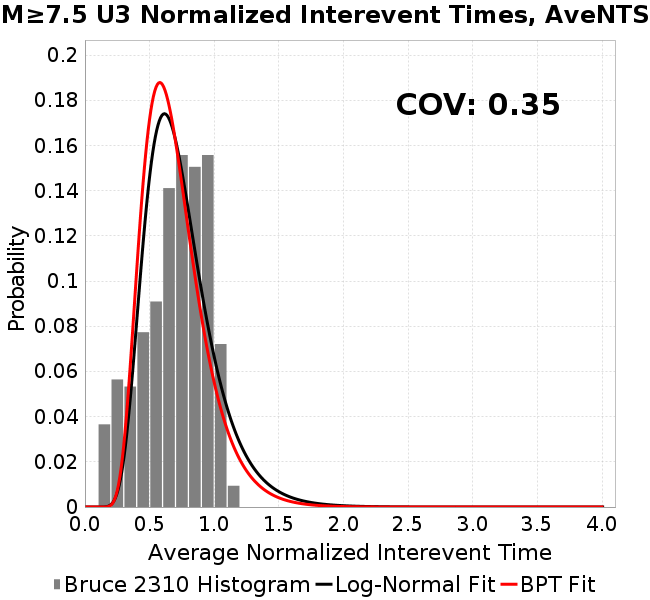 M≥7.5 U3 Normalized Interevent Times, AveNTS
COV: 0.35
0.2
0.18
0.16
0.14
0.12
0.1
0.08
0.06
0.04
0.02
0
Probability
0.0 0.5 1.0 1.5 2.0 2.5 3.0 3.5 4.0
Average Normalized Interevent Time
Bruce 2310 Histogram Log-Normal Fit BPT Fit